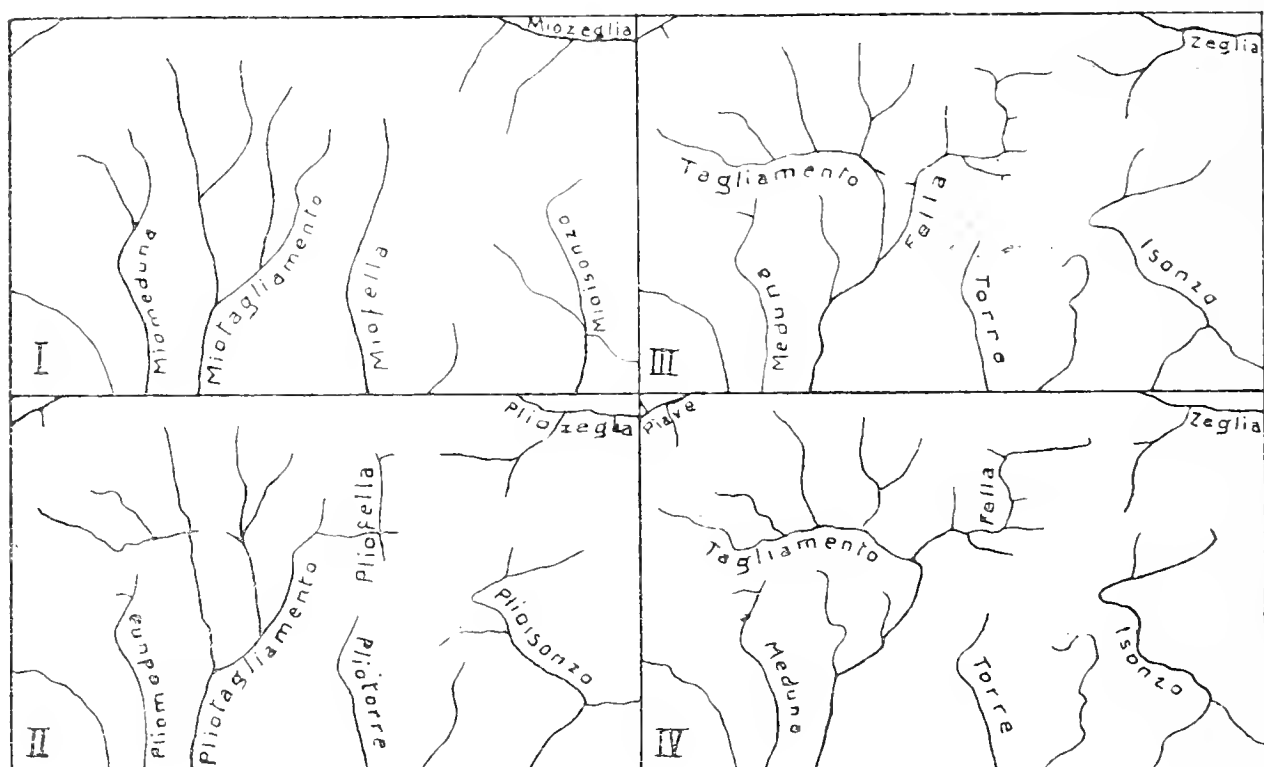 Miozeglia
Miomeduna
Miotagliamento
Miofella
Mioisonzo
I
Zeglia
Tagliamento
Fella
Meduna
Torre
Isonzo
III
Pliozeglia
Pliofella
Pliomeduna
Pliotagliamento
Pliotorre
Plioisonzo
II
Piave
Zeglia
Fella
Tagliamento
Meduna
Torre
Isonzo
IV